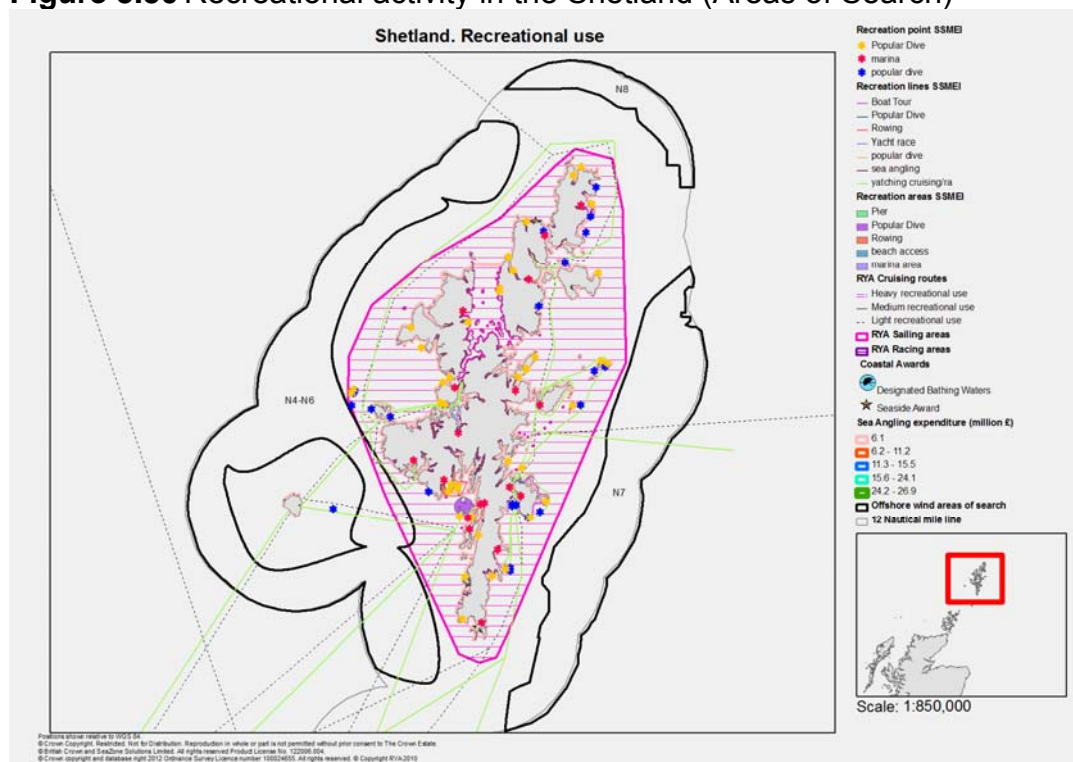 Figure 5.36 Recreational activity in the Shetland (Areas of Search)
Shetland. Recreational use
N8
N4-N6
N7
Recreation point SSMEI
Popular Dive
marina
popular dive
Recreation lines SSMEI
Boat Tour
Popular Dive
Rowing
Yacht race
popular dive
sea angling
yatching cruising/ra
Recreation areas SSMEI
Pier
Popular Dive
Rowing
beach access
marina area
RYA Cruising routes
Heavy recreational use
Medium recreational use
Light recreational use
RYA Sailing areas
RYA Racing areas
Coastal Awards
Designated Bathing Waters
Seaside Award
Sea Angling expenditure (million £)
6.1
6.2 - 11.2
11.3 - 15.5
15.6 - 24.1
24.2 - 26.9
Offshore wind areas of search
12 Nautical mile line
Scale: 1:850,000
Positions shown relative to WGS 84.
© Crown Copyright. Restricted. Not for Distribution. Reproduction in whole or part is not permitted without prior consent to The Crown Estate.
© British Crown and SeaZone Solutions Limited. All rights reserved Product License No. 122006.004.
© Crown copyright and database right 2012 Ordnance Survey Licence number 100024655. All rights reserved. © Copyright RYA 2010